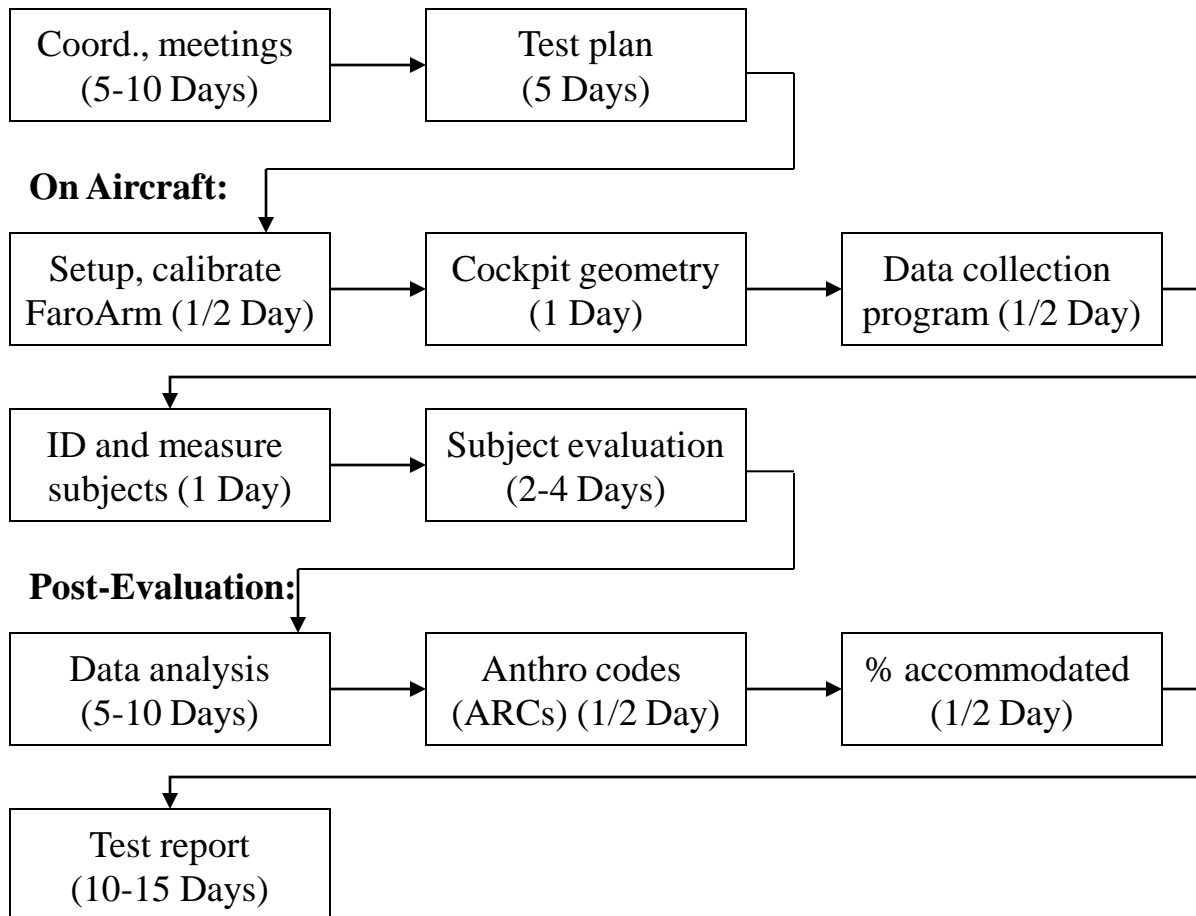 Coord., meetings
(5-10 Days)
Test plan
(5 Days)
On Aircraft:
Setup, calibrate
FaroArm (1/2 Day)
Cockpit geometry
(1 Day)
Data collection
program (1/2 Day)
ID and measure
subjects (1 Day)
Subject evaluation
(2-4 Days)
Post-Evaluation:
Data analysis
(5-10 Days)
Anthro codes
(ARCs) (1/2 Day)
% accommodated
(1/2 Day)
Test report
(10-15 Days)